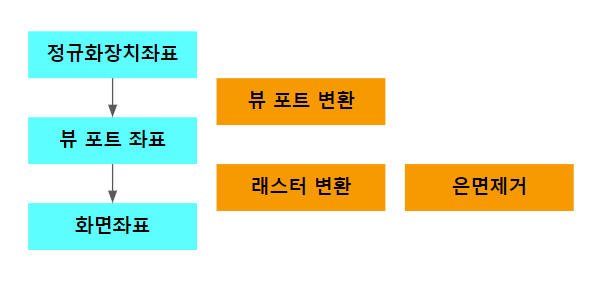 정규화장치좌표
뷰 포트 변환
뷰 포트 좌표
래스터 변환
은면제거
화면좌표